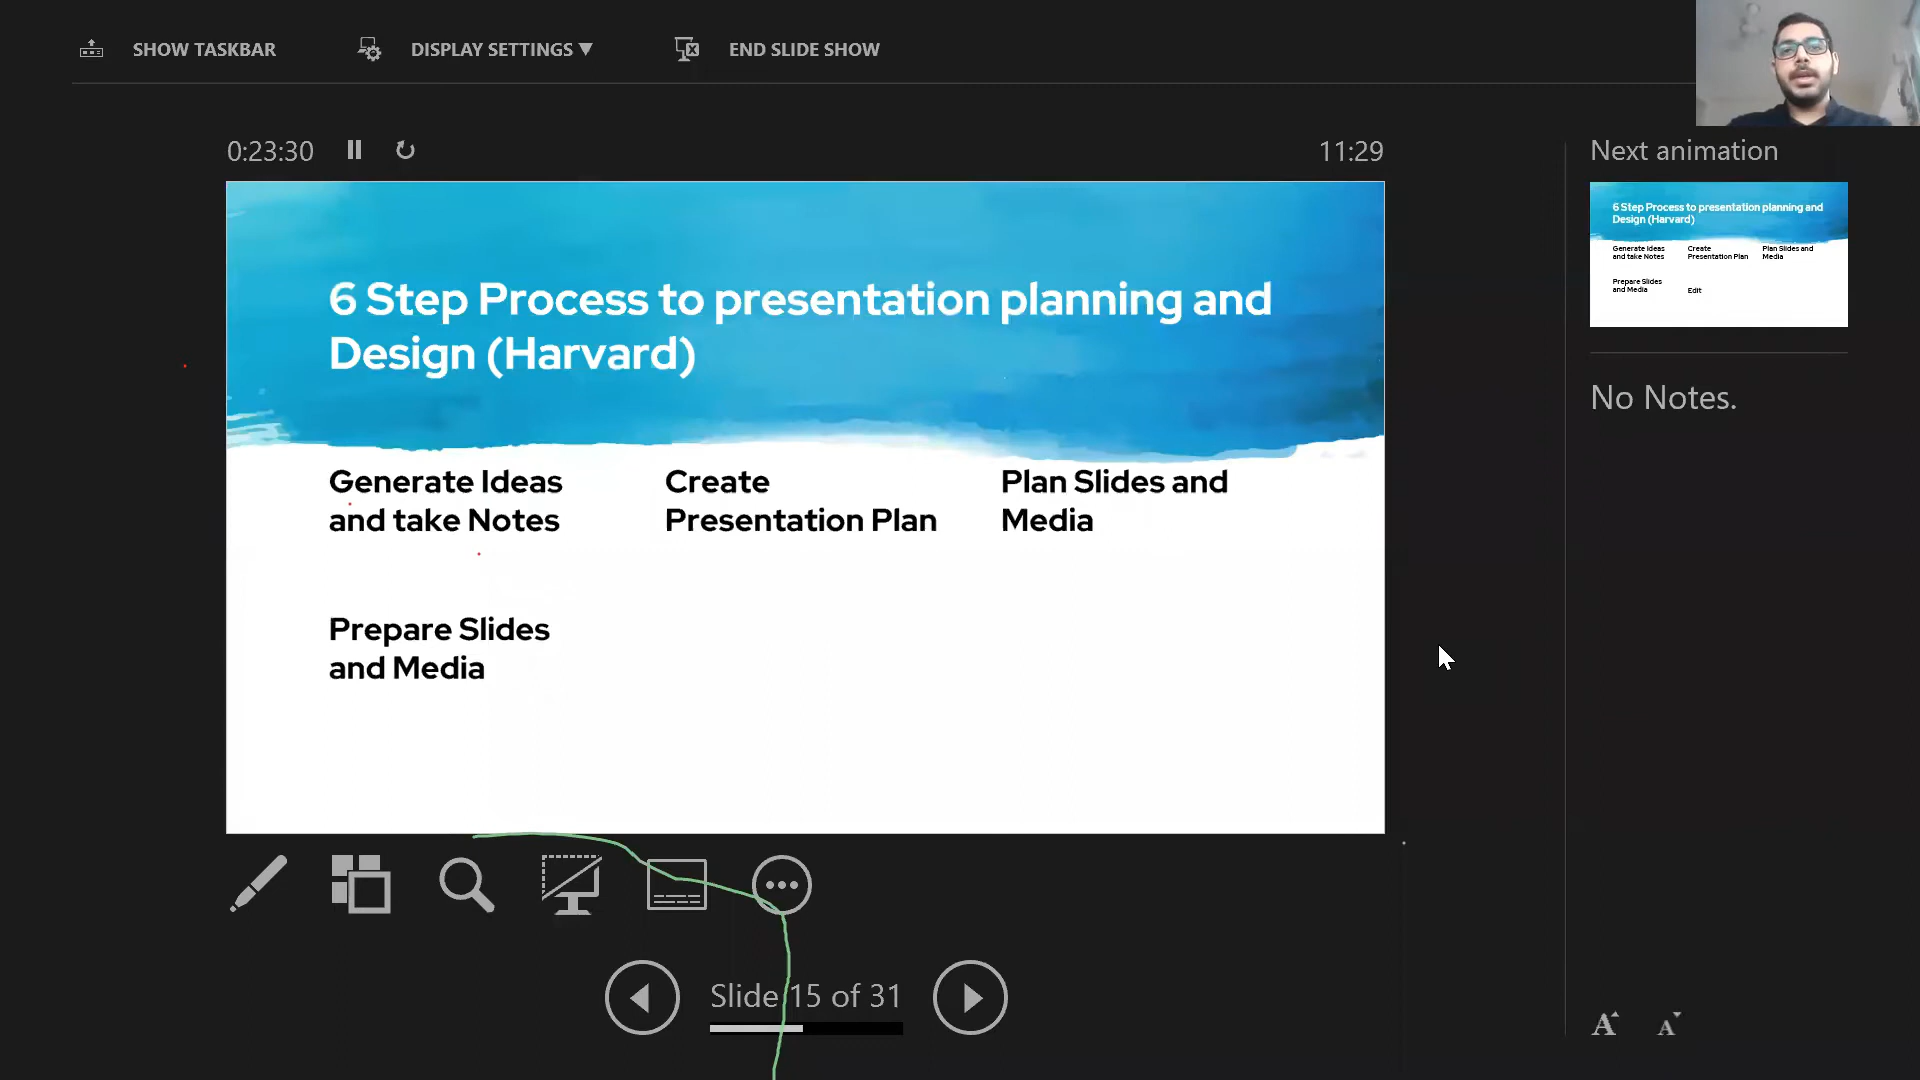 SHOW TASKBAR
DISPLAY SETTINGS ▼
END SLIDE SHOW
0:23:30
11:29
6 Step Process to presentation planning and
Design (Harvard)
Generate Ideas
and take Notes
Create
Presentation Plan
Plan Slides and
Media
Prepare Slides
and Media
Slide 15 of 31
Next animation
6 Step Process to presentation planning and
Design (Harvard)
Generate Ideas
and take Notes
Create
Presentation Plan
Plan Slides and
Media
Prepare Slides
and Media
Edit
No Notes.
A
A